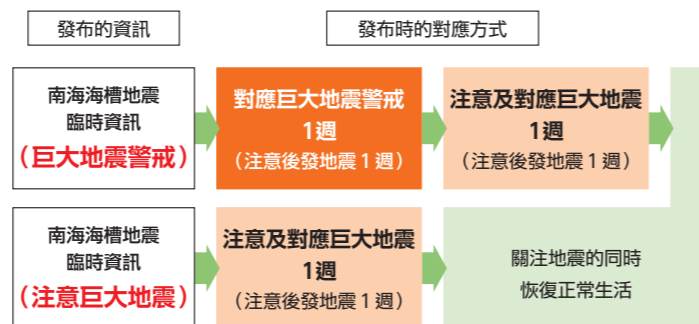 發布的資訊
發布時的對應方式
南海海槽地震
臨時資訊
（巨大地震警戒）
對應巨大地震警戒
1週
（注意後發地震 1 週）
注意及對應巨大地震
1週
（注意後發地震 1 週）
南海海槽地震
臨時資訊
（注意巨大地震）
注意及對應巨大地震
1週
（注意後發地震 1 週）
關注地震的同時
恢復正常生活